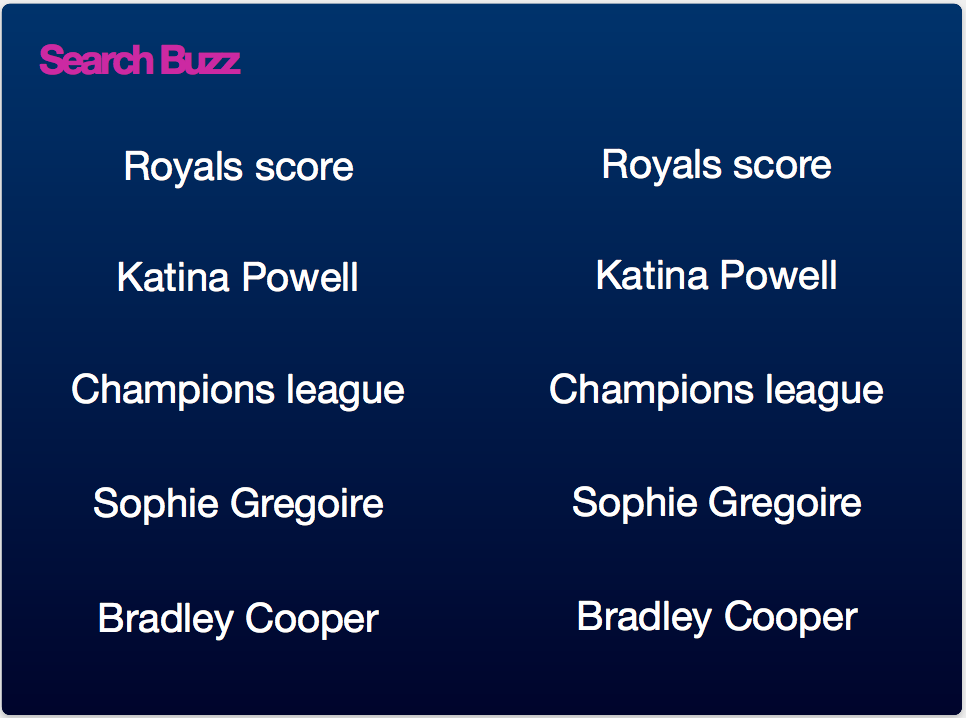 Search Buzz
Royals score Royals score
Katina Powell Katina Powell
Champions league Champions league
Sophie Gregoire Sophie Gregoire
Bradley Cooper Bradley Cooper